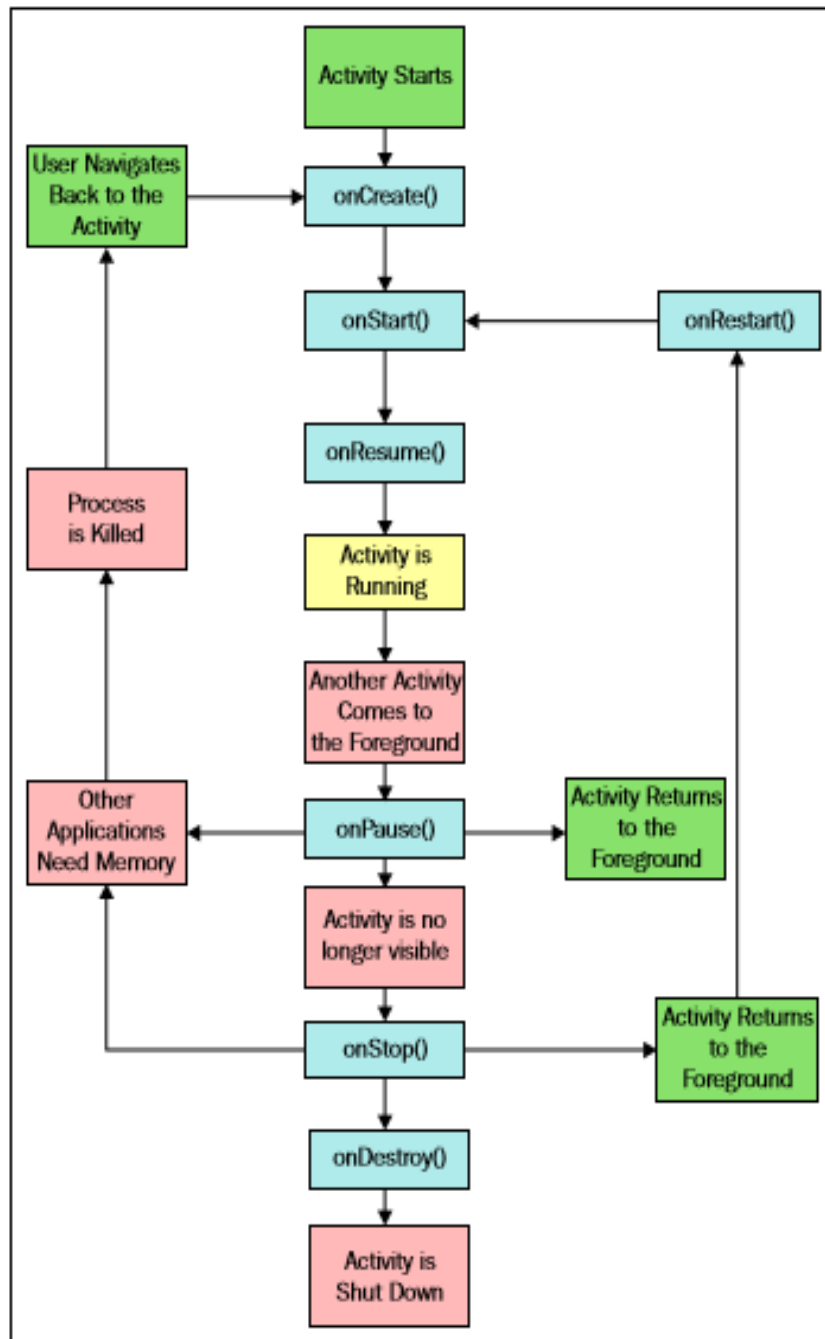 Activity Starts
User Navigates
Back to the
Activity
onCreate()
onStart()
onRestart()
onResume()
Process
is Killed
Activity is
Running
Another Activity
Comes to
the Foreground
Other
Applications
Need Memory
onPause()
Activity Returns
to the
Foreground
Activity is no
longer visible
onStop()
Activity Returns
to the
Foreground
onDestroy()
Activity is
Shut Down